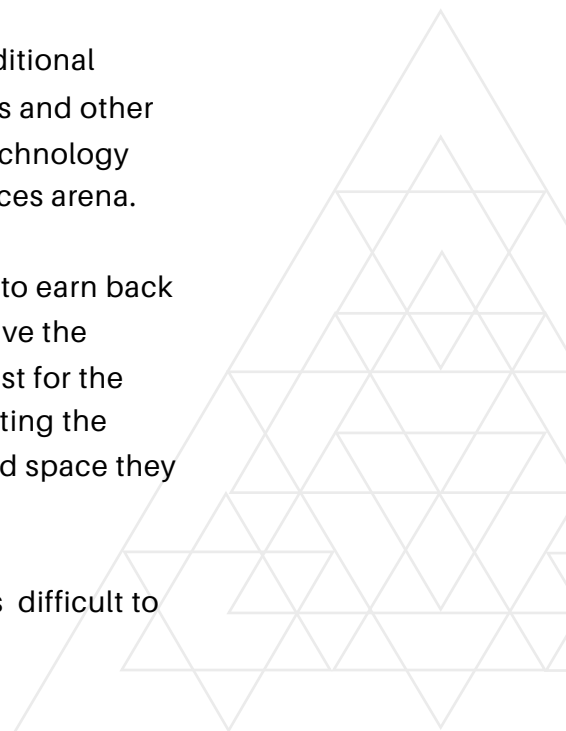 ditional
s and other
chnology
ces arena.
to earn back
ve the
st for the
ting the
d space they
s difficult to